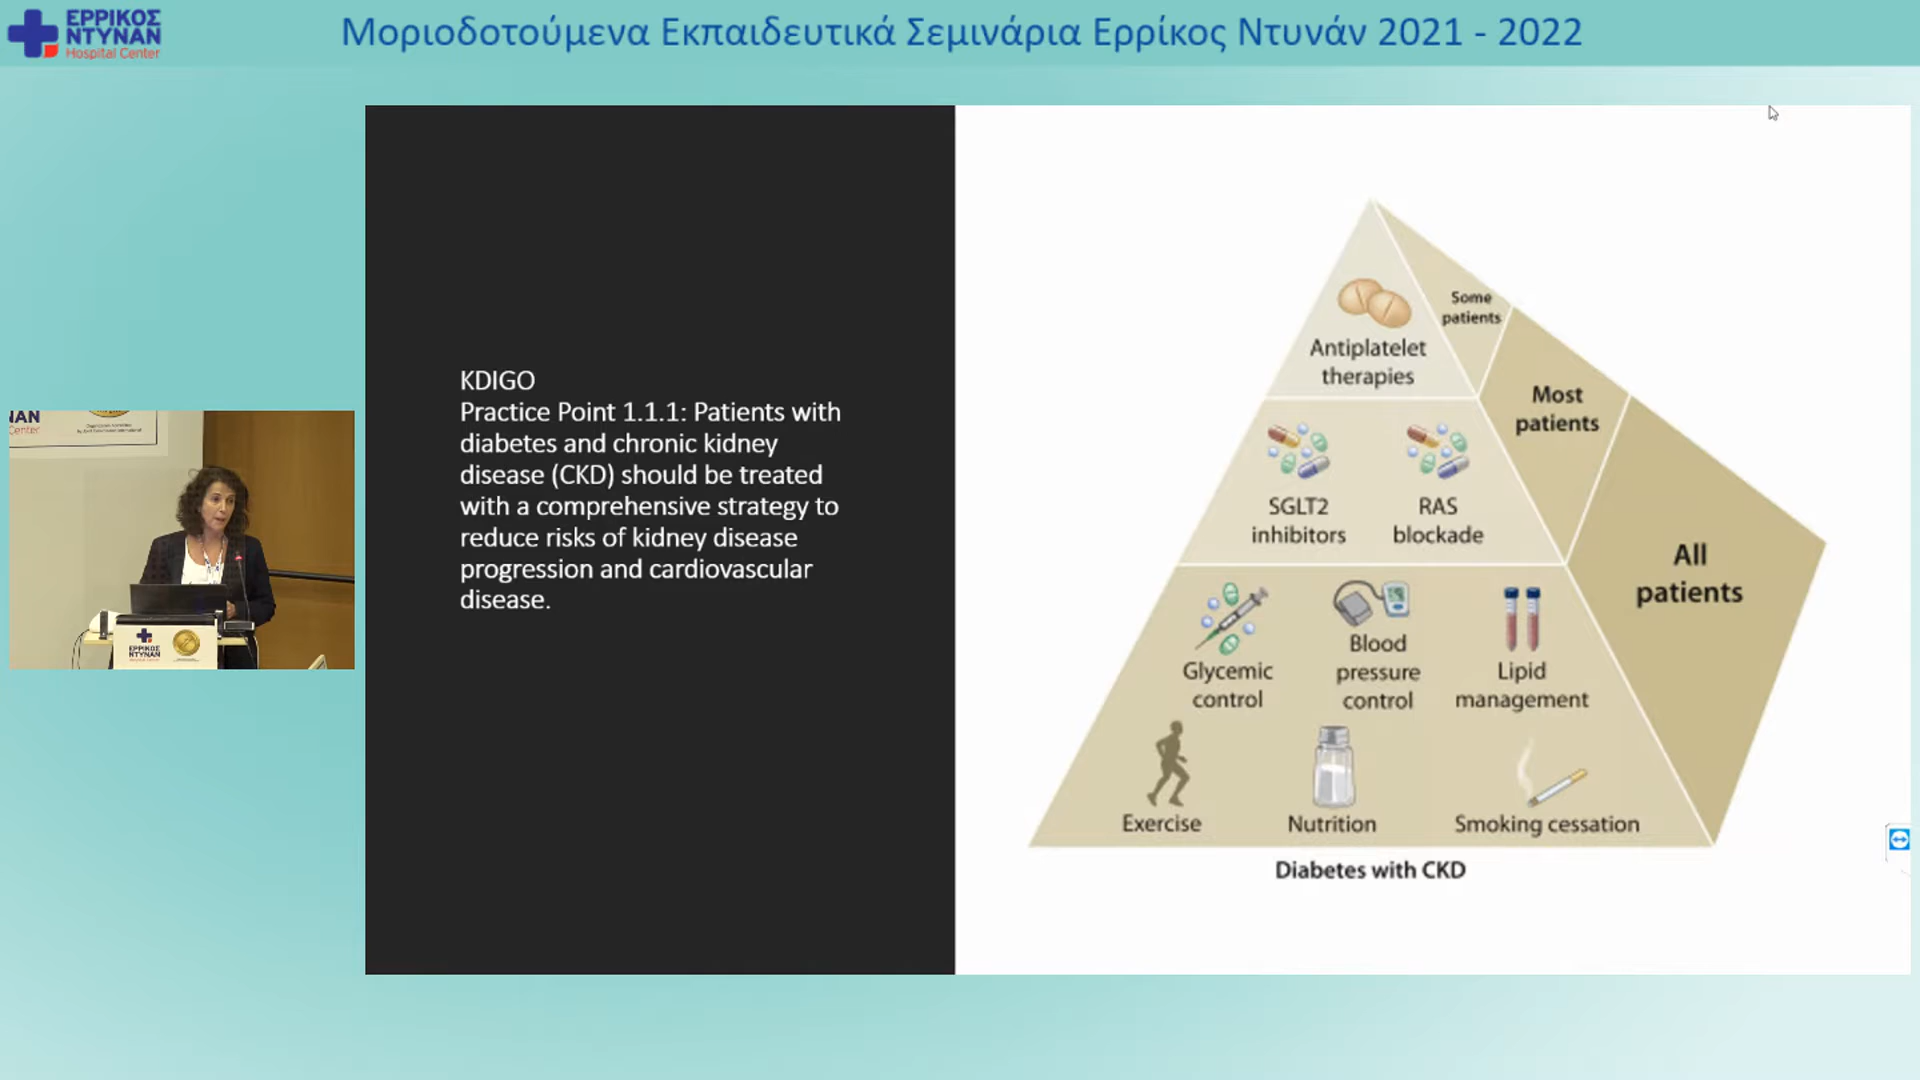 ΕΡΡΙΚΟΣ
ΝΤΥΝΑΝ
Hospital Center
Μοριοδοτούμενα Εκπαιδευτικά Σεμινάρια Ερρίκος Ντυνάν 2021 - 2022
KDIGO
Practice Point 1.1.1: Patients with
diabetes and chronic kidney
disease (CKD) should be treated
with a comprehensive strategy to
reduce risks of kidney disease
progression and cardiovascular
disease.
Antiplatelet
therapies
Some
patients
SGLT2
inhibitors
RAS
blockade
Most
patients
Glycemic
control
Blood
pressure
control
Lipid
management
Exercise
Nutrition
Smoking cessation
All
patients
Diabetes with CKD
ΕΡΡΙΚΟΣ
ΝΤΥΝΑΝ